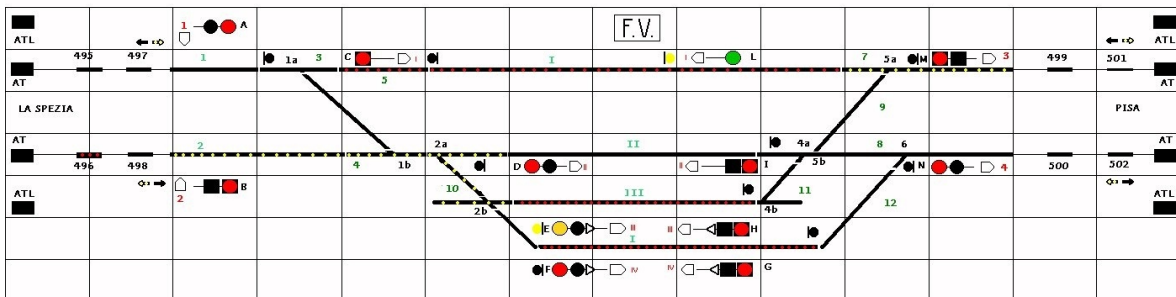 F.V.
1 A
ATL ATL
495 497 1 1a 3 C I I I L 7 5a M 3 499 501
5
AT AT
9
LA SPEZIA PISA
AT 2 2a II 4a 8 6 AT
496 498 4 1b D II II I 5b N 4 500 502
ATL 2 B 10 III 11 ATL
2b 4b 12
E III III H
I
F IV IV G